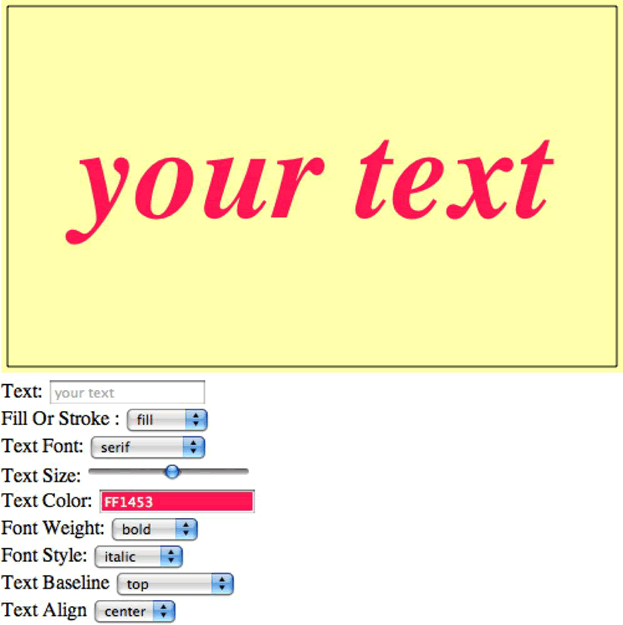 your text
Text: your text
Fill Or Stroke : fill
Text Font: serif
Text Size:
Text Color: FF1453
Font Weight: bold
Font Style: italic
Text Baseline top
Text Align center